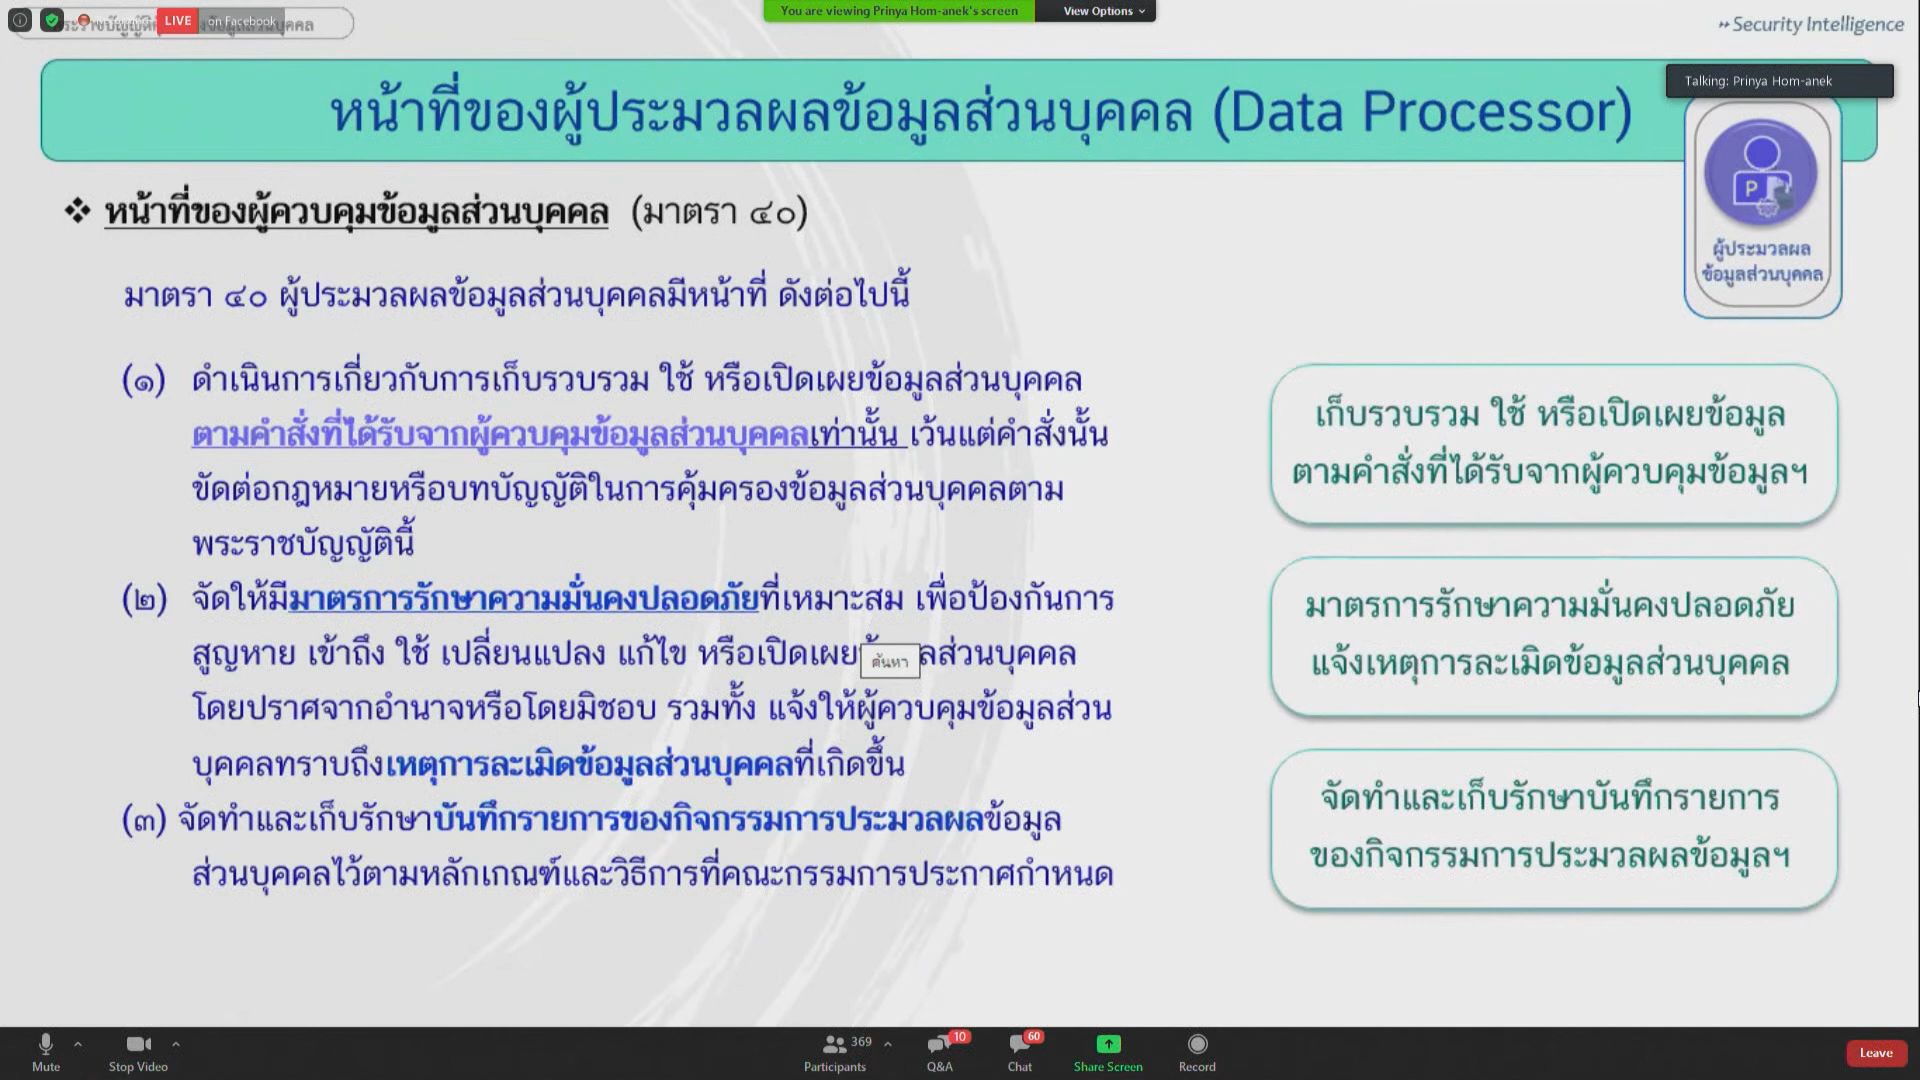 You are viewing Prinya Hom-anek's screen
View Options
LIVE
on Facebook
Security Intelligence
Talking: Prinya Hom-anek
หน้าที่ของผู้ประมวลผลข้อมูลส่วนบุคคล (Data Processor)
P
ผู้ประมวลผล
ข้อมูลส่วนบุคคล
❖ หน้าที่ของผู้ควบคุมข้อมูลส่วนบุคคล (มาตรา ๔๐)
มาตรา ๔๐ ผู้ประมวลผลข้อมูลส่วนบุคคลมีหน้าที่ ดังต่อไปนี้
(๑) ดำเนินการเกี่ยวกับการเก็บรวบรวม ใช้ หรือเปิดเผยข้อมูลส่วนบุคคล
ตามคำสั่งที่ได้รับจากผู้ควบคุมข้อมูลส่วนบุคคลเท่านั้น เว้นแต่คำสั่งนั้น
ขัดต่อกฎหมายหรือบทบัญญัติในการคุ้มครองข้อมูลส่วนบุคคลตาม
พระราชบัญญัตินี้
(๒) จัดให้มีมาตรการรักษาความมั่นคงปลอดภัยที่เหมาะสม เพื่อป้องกันการ
สูญหาย เข้าถึง ใช้ เปลี่ยนแปลง แก้ไข หรือเปิดเผย ลส่วนบุคคล
ค้นหา
โดยปราศจากอำนาจหรือโดยมิชอบ รวมทั้ง แจ้งให้ผู้ควบคุมข้อมูลส่วน
บุคคลทราบถึงเหตุการละเมิดข้อมูลส่วนบุคคลที่เกิดขึ้น
(๓) จัดทำและเก็บรักษาบันทึกรายการของกิจกรรมการประมวลผลข้อมูล
ส่วนบุคคลไว้ตามหลักเกณฑ์และวิธีการที่คณะกรรมการประกาศกำหนด
เก็บรวบรวม ใช้ หรือเปิดเผยข้อมูล
ตามคำสั่งที่ได้รับจากผู้ควบคุมข้อมูลฯ
มาตรการรักษาความมั่นคงปลอดภัย
แจ้งเหตุการละเมิดข้อมูลส่วนบุคคล
จัดทำและเก็บรักษาบันทึกรายการ
ของกิจกรรมการประมวลผลข้อมูลฯ
Mute
Stop Video
369
Participants
10
Q&A
60
Chat
Share Screen
Record
Leave